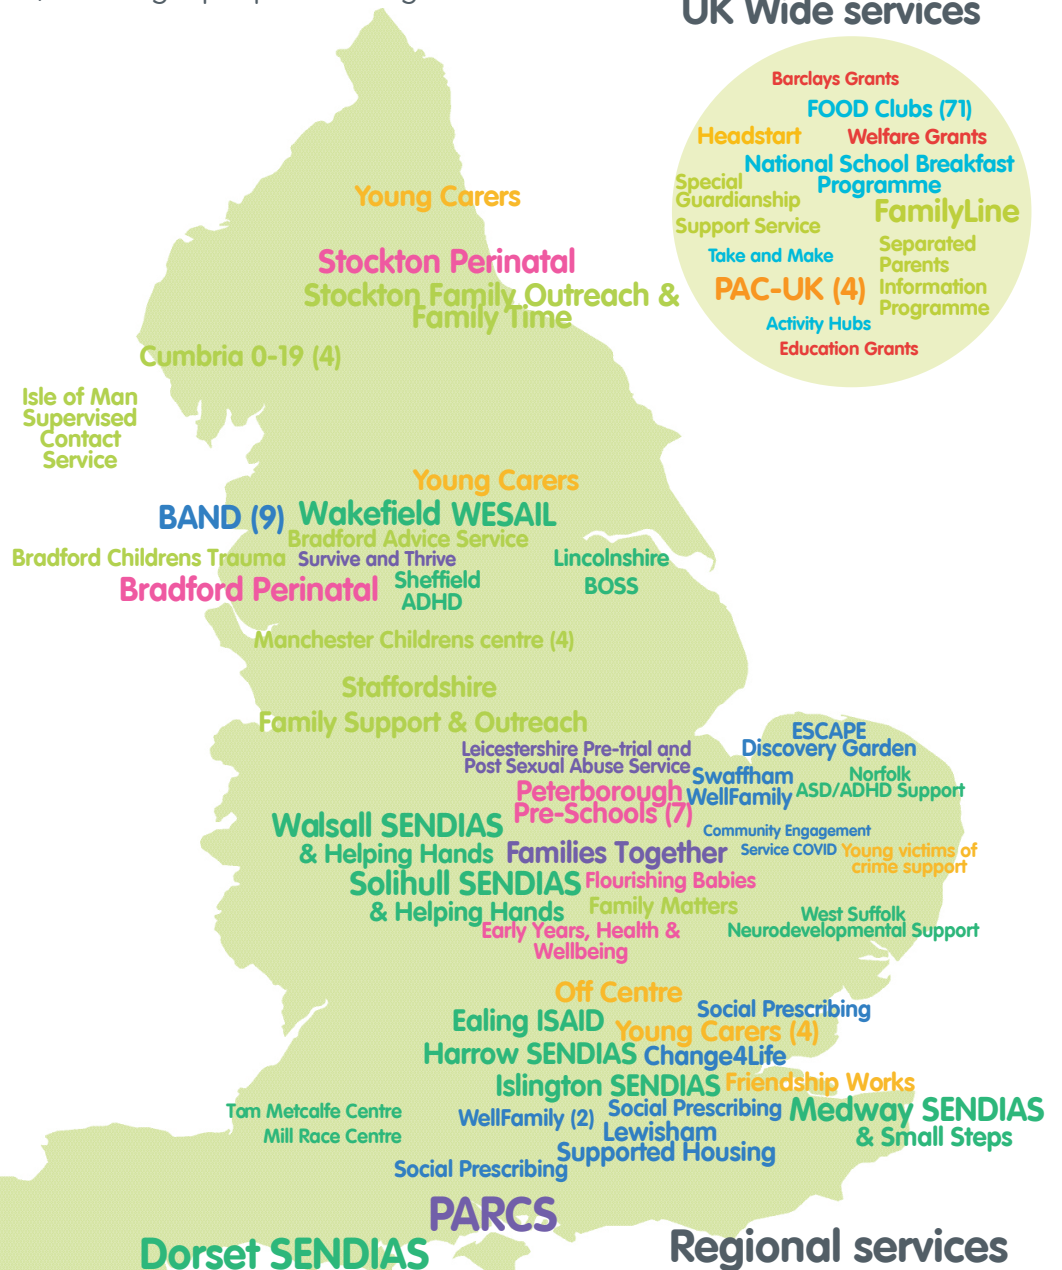 UK Wide services
Barclays Grants
FOOD Clubs (71)
Headstart
Welfare Grants
National School Breakfast
Programme
Special
Guardianship
Support Service
FamilyLine
Take and Make
Separated
Parents
Information
Programme
PAC-UK (4)
Activity Hubs
Education Grants
Young Carers
Stockton Perinatal
Stockton Family Outreach &
Family Time
Cumbria 0-19 (4)
Isle of Man
Supervised
Contact
Service
Young Carers
BAND (9)
Wakefield WESAIL
Bradford Advice Service
Bradford Childrens Trauma
Survive and Thrive
Lincolnshire
BOSS
Bradford Perinatal
Sheffield
ADHD
Manchester Childrens centre (4)
Staffordshire
Family Support & Outreach
Leicestershire Pre-trial and
Post Sexual Abuse Service
ESCAPE
Discovery Garden
Swaffham
WellFamily
Norfolk
ASD/ADHD Support
Peterborough
Pre-Schools (7)
Walsall SENDIAS
& Helping Hands
Families Together
Community Engagement
Service COVID
Young victims of
crime support
Solihull SENDIAS
& Helping Hands
Flourishing Babies
Family Matters
West Suffolk
Neurodevelopmental Support
Early Years, Health &
Wellbeing
Off Centre
Social Prescribing
Ealing ISAID
Young Carers (4)
Harrow SENDIAS
Change4Life
Islington SENDIAS
Friendship Works
Tom Metcalfe Centre
Mill Race Centre
WellFamily (2)
Social Prescribing
Medway SENDIAS
& Small Steps
Lewisham
Supported Housing
Social Prescribing
PARCS
Dorset SENDIAS
Regional services